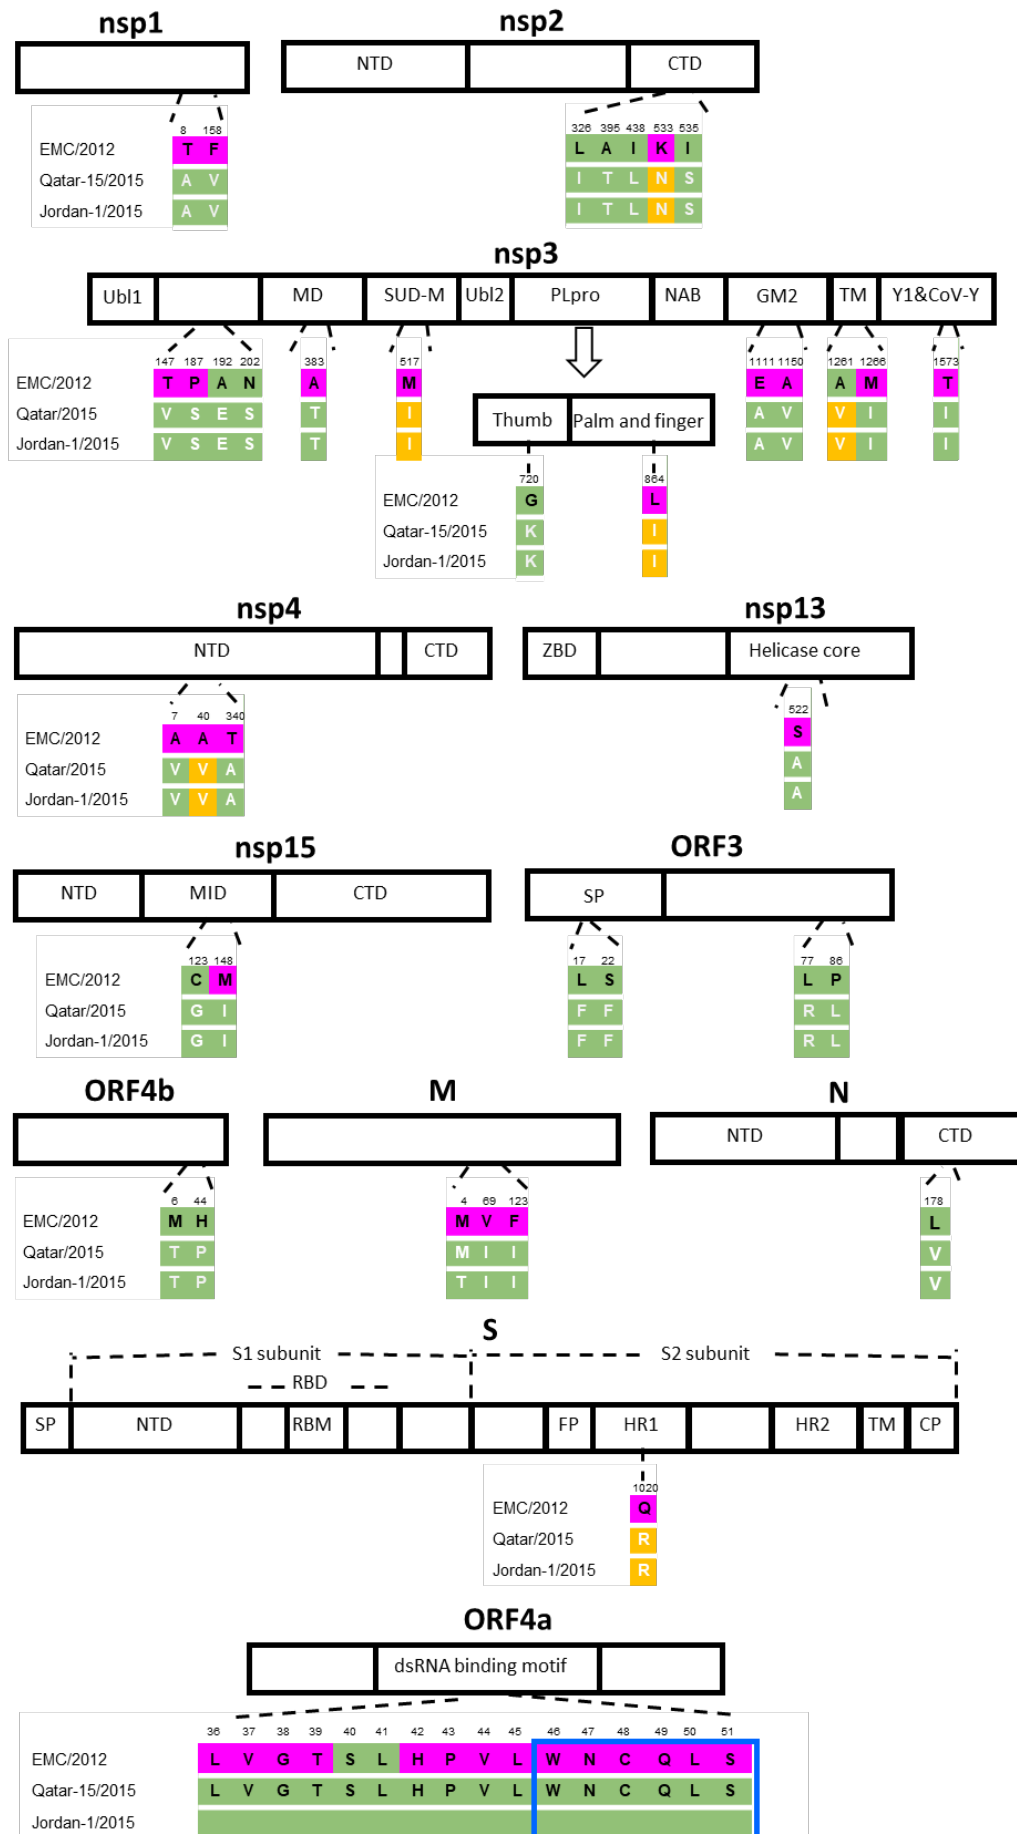 nsp1
nsp2
NTD CTD
8 158
EMC/2012 T F
Qatar-15/2015 A V
Jordan-1/2015 A V
326 395 438 533 535
L A I K I
I T L N S
I T L N S
nsp3
Ubl1 MD SUD-M Ubl2 PLpro NAB GM2 TM Y1&CoV-Y
147 187 192 202 383 517 1111 1150 1261 1266 1573
EMC/2012 T P A N A M E A A M T
Qatar/2015 V S E S T I A V V I I
Jordan-1/2015 V S E S T I A V V I I
Thumb Palm and finger
720 864
EMC/2012 G L
Qatar-15/2015 K I
Jordan-1/2015 K I
nsp4
NTD CTD
7 40 340
EMC/2012 A A T
Qatar/2015 V V A
Jordan-1/2015 V V A
nsp13
ZBD Helicase core
522
S
A
A
nsp15
NTD MID CTD
123 148
EMC/2012 C M
Qatar/2015 G I
Jordan-1/2015 G I
ORF3
SP
17 22 77 86
L S L P
F F R L
F F R L
ORF4b
6 44
EMC/2012 M H
Qatar/2015 T P
Jordan-1/2015 T P
M
4 69 123
M V F
M I I
T I I
N
NTD CTD
178
L
V
V
S
S1 subunit S2 subunit
RBD
SP NTD RBM FP HR1 HR2 TM CP
1020
EMC/2012 Q
Qatar/2015 R
Jordan-1/2015 R
ORF4a
dsRNA binding motif
36 37 38 39 40 41 42 43 44 45 46 47 48 49 50 51
EMC/2012 L V G T S L H P V L W N C Q L S
Qatar-15/2015 L V G T S L H P V L W N C Q L S
Jordan-1/2015